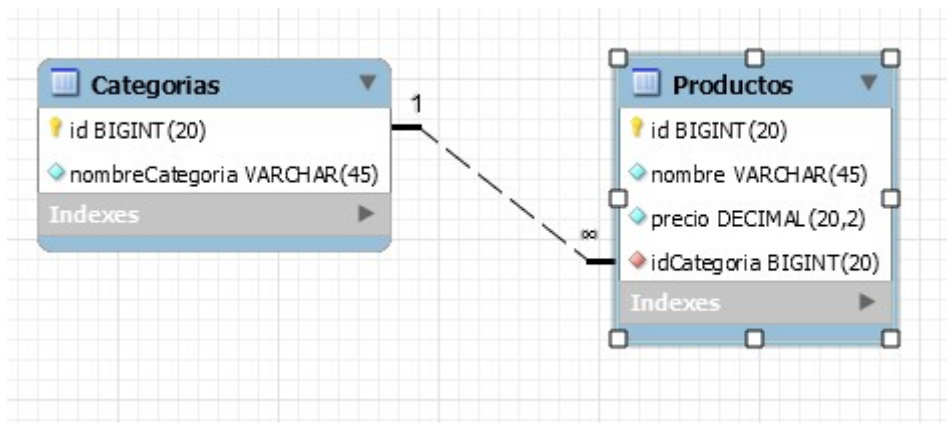 Categorias
id BIGINT(20)
nombreCategoria VARCHAR(45)
Indexes
1
∞
Productos
id BIGINT(20)
nombre VARCHAR(45)
precio DECIMAL(20,2)
idCategoria BIGINT(20)
Indexes